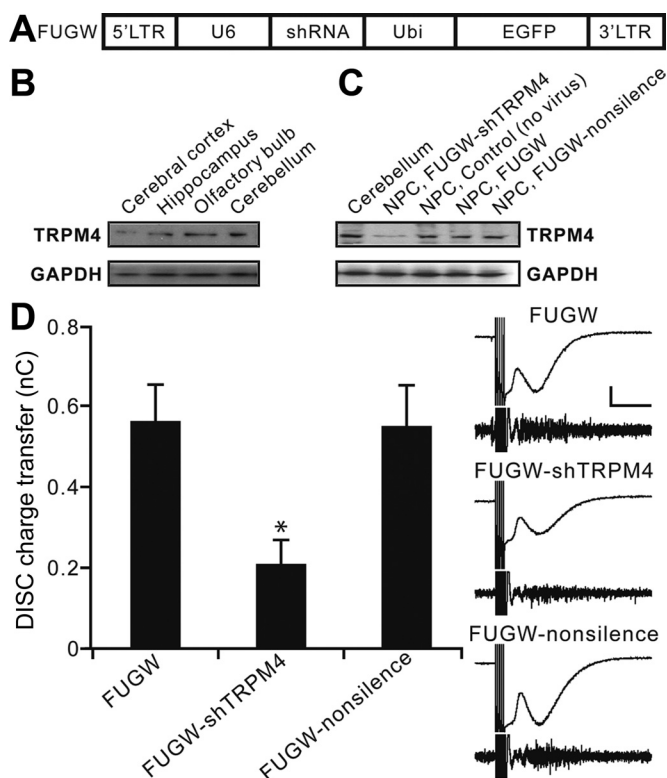 A
FUGW 5'LTR U6 shRNA Ubi EGFP 3'LTR
B
Cerebral cortex
Hippocampus
Olfactory bulb
Cerebellum
TRPM4
GAPDH
C
Cerebellum
NPC, FUGW-shTRPM4
NPC, Control (no virus)
NPC, FUGW
NPC, FUGW-nonsilence
TRPM4
GAPDH
D
DISC charge transfer (nC)
0.8
0.6
0.4
0.2
0
*
FUGW
FUGW-shTRPM4
FUGW-nonsilence
FUGW
FUGW-shTRPM4
FUGW-nonsilence